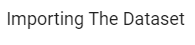 Importing The Dataset